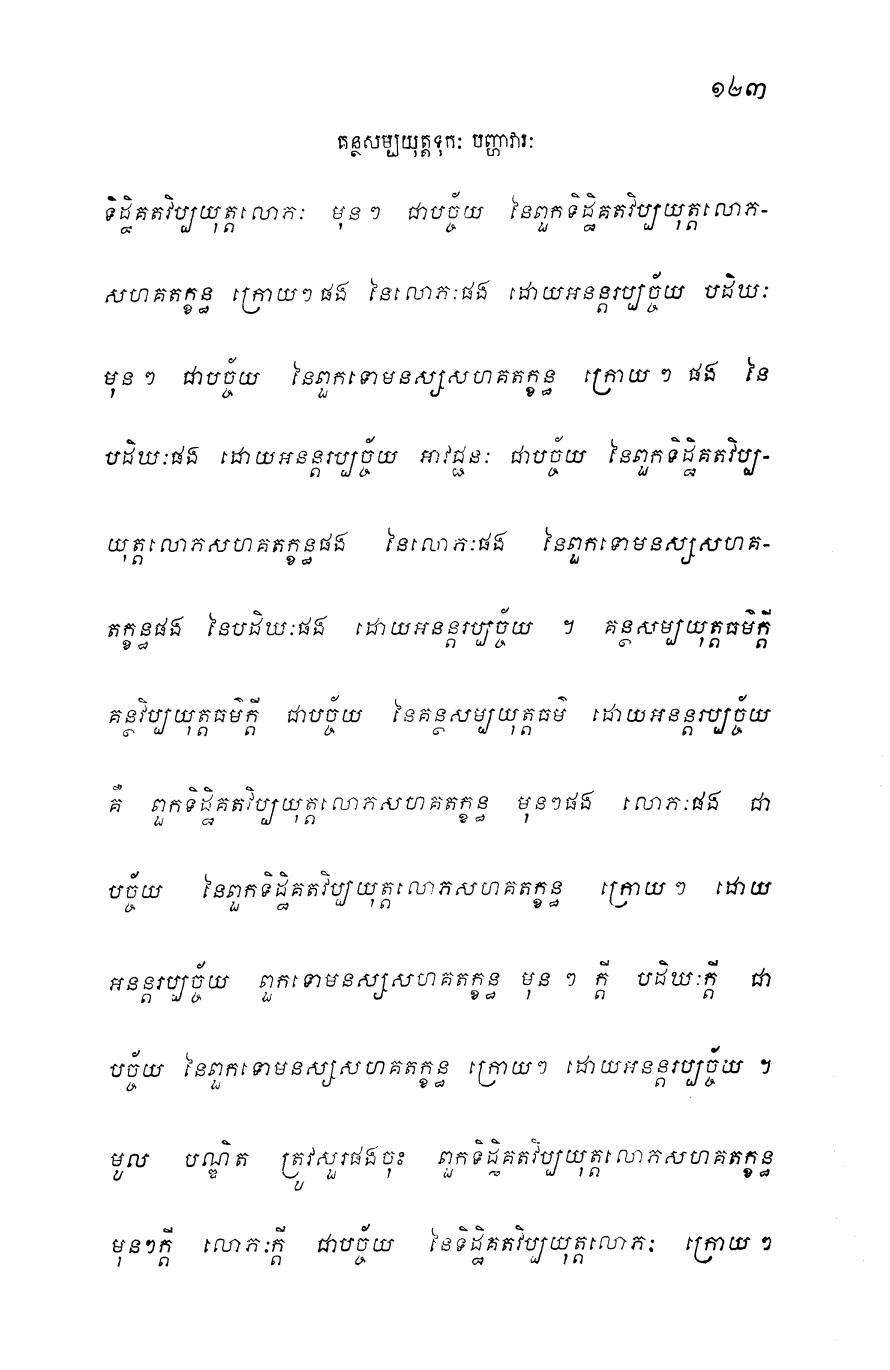 ១២៣
គន្ថសម្បយុត្តទុកៈ បញ្ហាវារៈ
ទិដ្ឋិគតវិប្បយុត្តលោភៈ មុន ៗ ជាបច្ច័យ នៃពួកទិដ្ឋិគតវិប្បយុត្តលោភ-
សហគតក្ខន្ធ ក្រោយៗផង នៃលោភៈផង ដោយអនន្តរប្បច្ច័យ បដិឃៈ
មុន ៗ ជាបច្ច័យ នៃពួកទោមនស្សសហគតក្ខន្ធ ក្រោយ ៗ ផង នៃ
បដិឃៈផង ដោយអនន្តរប្បច្ច័យ អាវជ្ជនៈ ជាបច្ច័យ នៃពួកទិដ្ឋិគតវិប្ប-
យុត្តលោភសហគតក្ខន្ធផង នៃលោភៈផង នៃពួកទោមនស្សសហគ-
តក្ខន្ធផង នៃបដិឃៈផង ដោយអនន្តរប្បច្ច័យ ។ គន្ថសម្បយុត្តធម៌ក្តី
គន្ថវិប្បយុត្តធម៌ក្តី ជាបច្ច័យ នៃគន្ថសម្បយុត្តធម៌ ដោយអនន្តរប្បច្ច័យ
គឺ ពួកទិដ្ឋិគតវិប្បយុត្តលោភសហគតក្ខន្ធ មុនៗផង លោភៈផង ជា
បច្ច័យ នៃពួកទិដ្ឋិគតវិប្បយុត្តលោភសហគតក្ខន្ធ ក្រោយ ៗ ដោយ
អនន្តរប្បច្ច័យ ពួកទោមនស្សសហគតក្ខន្ធ មុន ៗ ក្តី បដិឃៈក្តី ជា
បច្ច័យ នៃពួកទោមនស្សសហគតក្ខន្ធ ក្រោយៗ ដោយអនន្តរប្បច្ច័យ ។
មូល បណ្ឌិត ត្រូវសួរផងចុះ ពួកទិដ្ឋិគតវិប្បយុត្តលោភសហគតក្ខន្ធ
មុនៗក្តី លោភៈក្តី ជាបច្ច័យ នៃទិដ្ឋិគតវិប្បយុត្តលោភៈ ក្រោយ ៗ